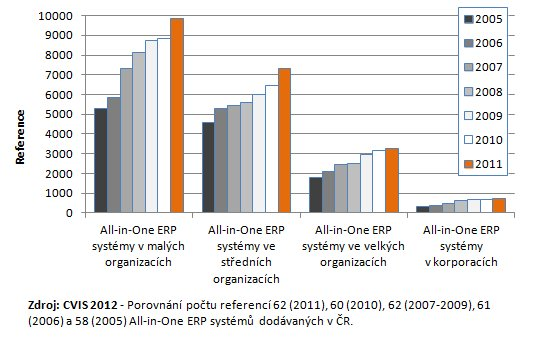 Reference
10000
9000
8000
7000
6000
5000
4000
3000
2000
1000
0
2005
2006
2007
2008
2009
2010
2011
All-in-One ERP
systémy v malých
organizacích
All-in-One ERP
systémy ve
středních
organizacích
All-in-One ERP
systémy ve velkých
organizacích
All-in-One ERP
systémy
v korporacích
Zdroj: CVIS 2012 - Porovnání počtu referencí 62 (2011), 60 (2010), 62 (2007-2009), 61
(2006) a 58 (2005) All-in-One ERP systémů dodávaných v ČR.